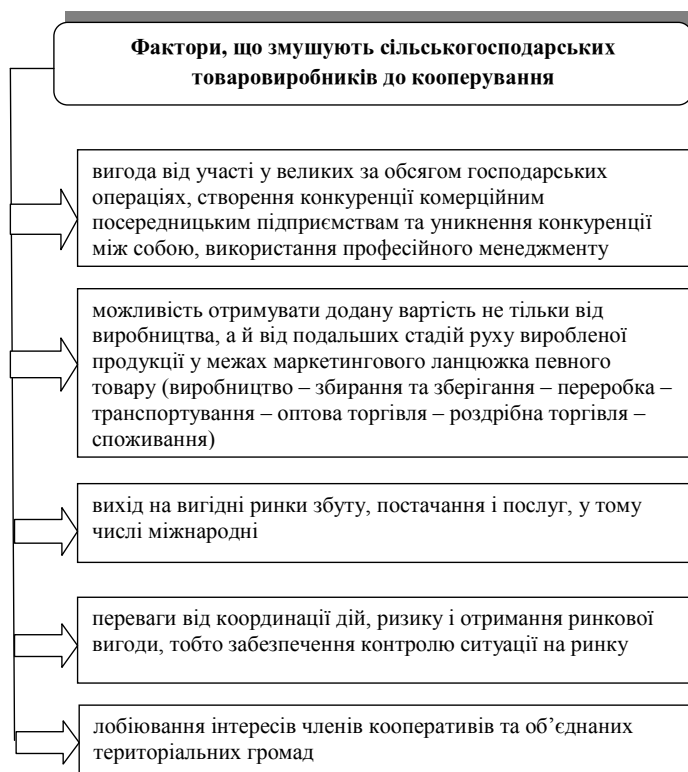 Фактори, що змушують сільськогосподарських
товаровиробників до кооперування
вигода від участі у великих за обсягом господарських
операціях, створення конкуренції комерційним
посередницьким підприємствам та уникнення конкуренції
між собою, використання професійного менеджменту
можливість отримувати додану вартість не тільки від
виробництва, а й від подальших стадій руху виробленої
продукції у межах маркетингового ланцюжка певного
товару (виробництво – збирання та зберігання – переробка –
транспортування – оптова торгівля – роздрібна торгівля –
споживання)
вихід на вигідні ринки збуту, постачання і послуг, у тому
числі міжнародні
переваги від координації дій, ризику і отримання ринкової
вигоди, тобто забезпечення контролю ситуації на ринку
лобіювання інтересів членів кооперативів та об’єднаних
територіальних громад